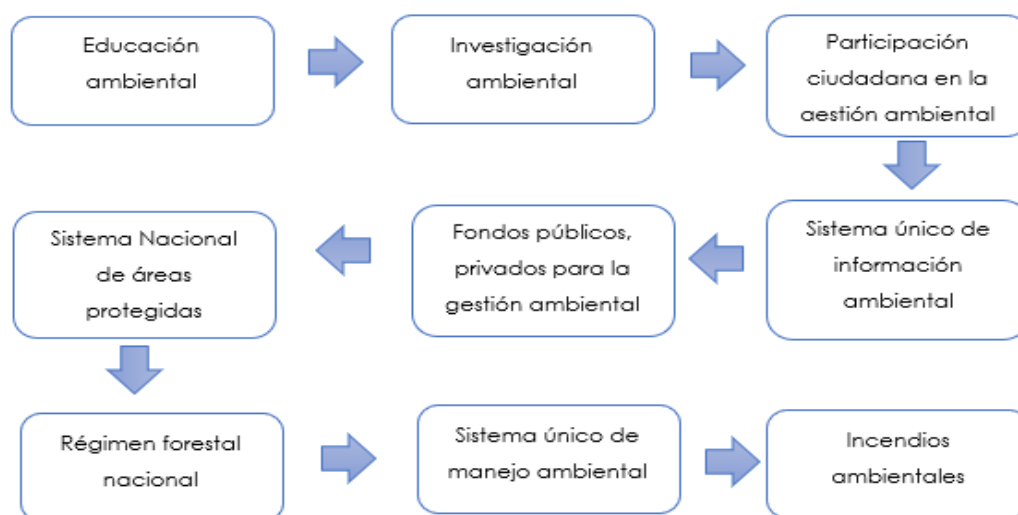 Educación
ambiental
Investigación
ambiental
Participación
ciudadana en la
aestión ambiental
Sistema único de
información
ambiental
Fondos públicos,
privados para la
gestión ambiental
Sistema Nacional
de áreas
protegidas
Régimen forestal
nacional
Sistema único de
manejo ambiental
Incendios
ambientales